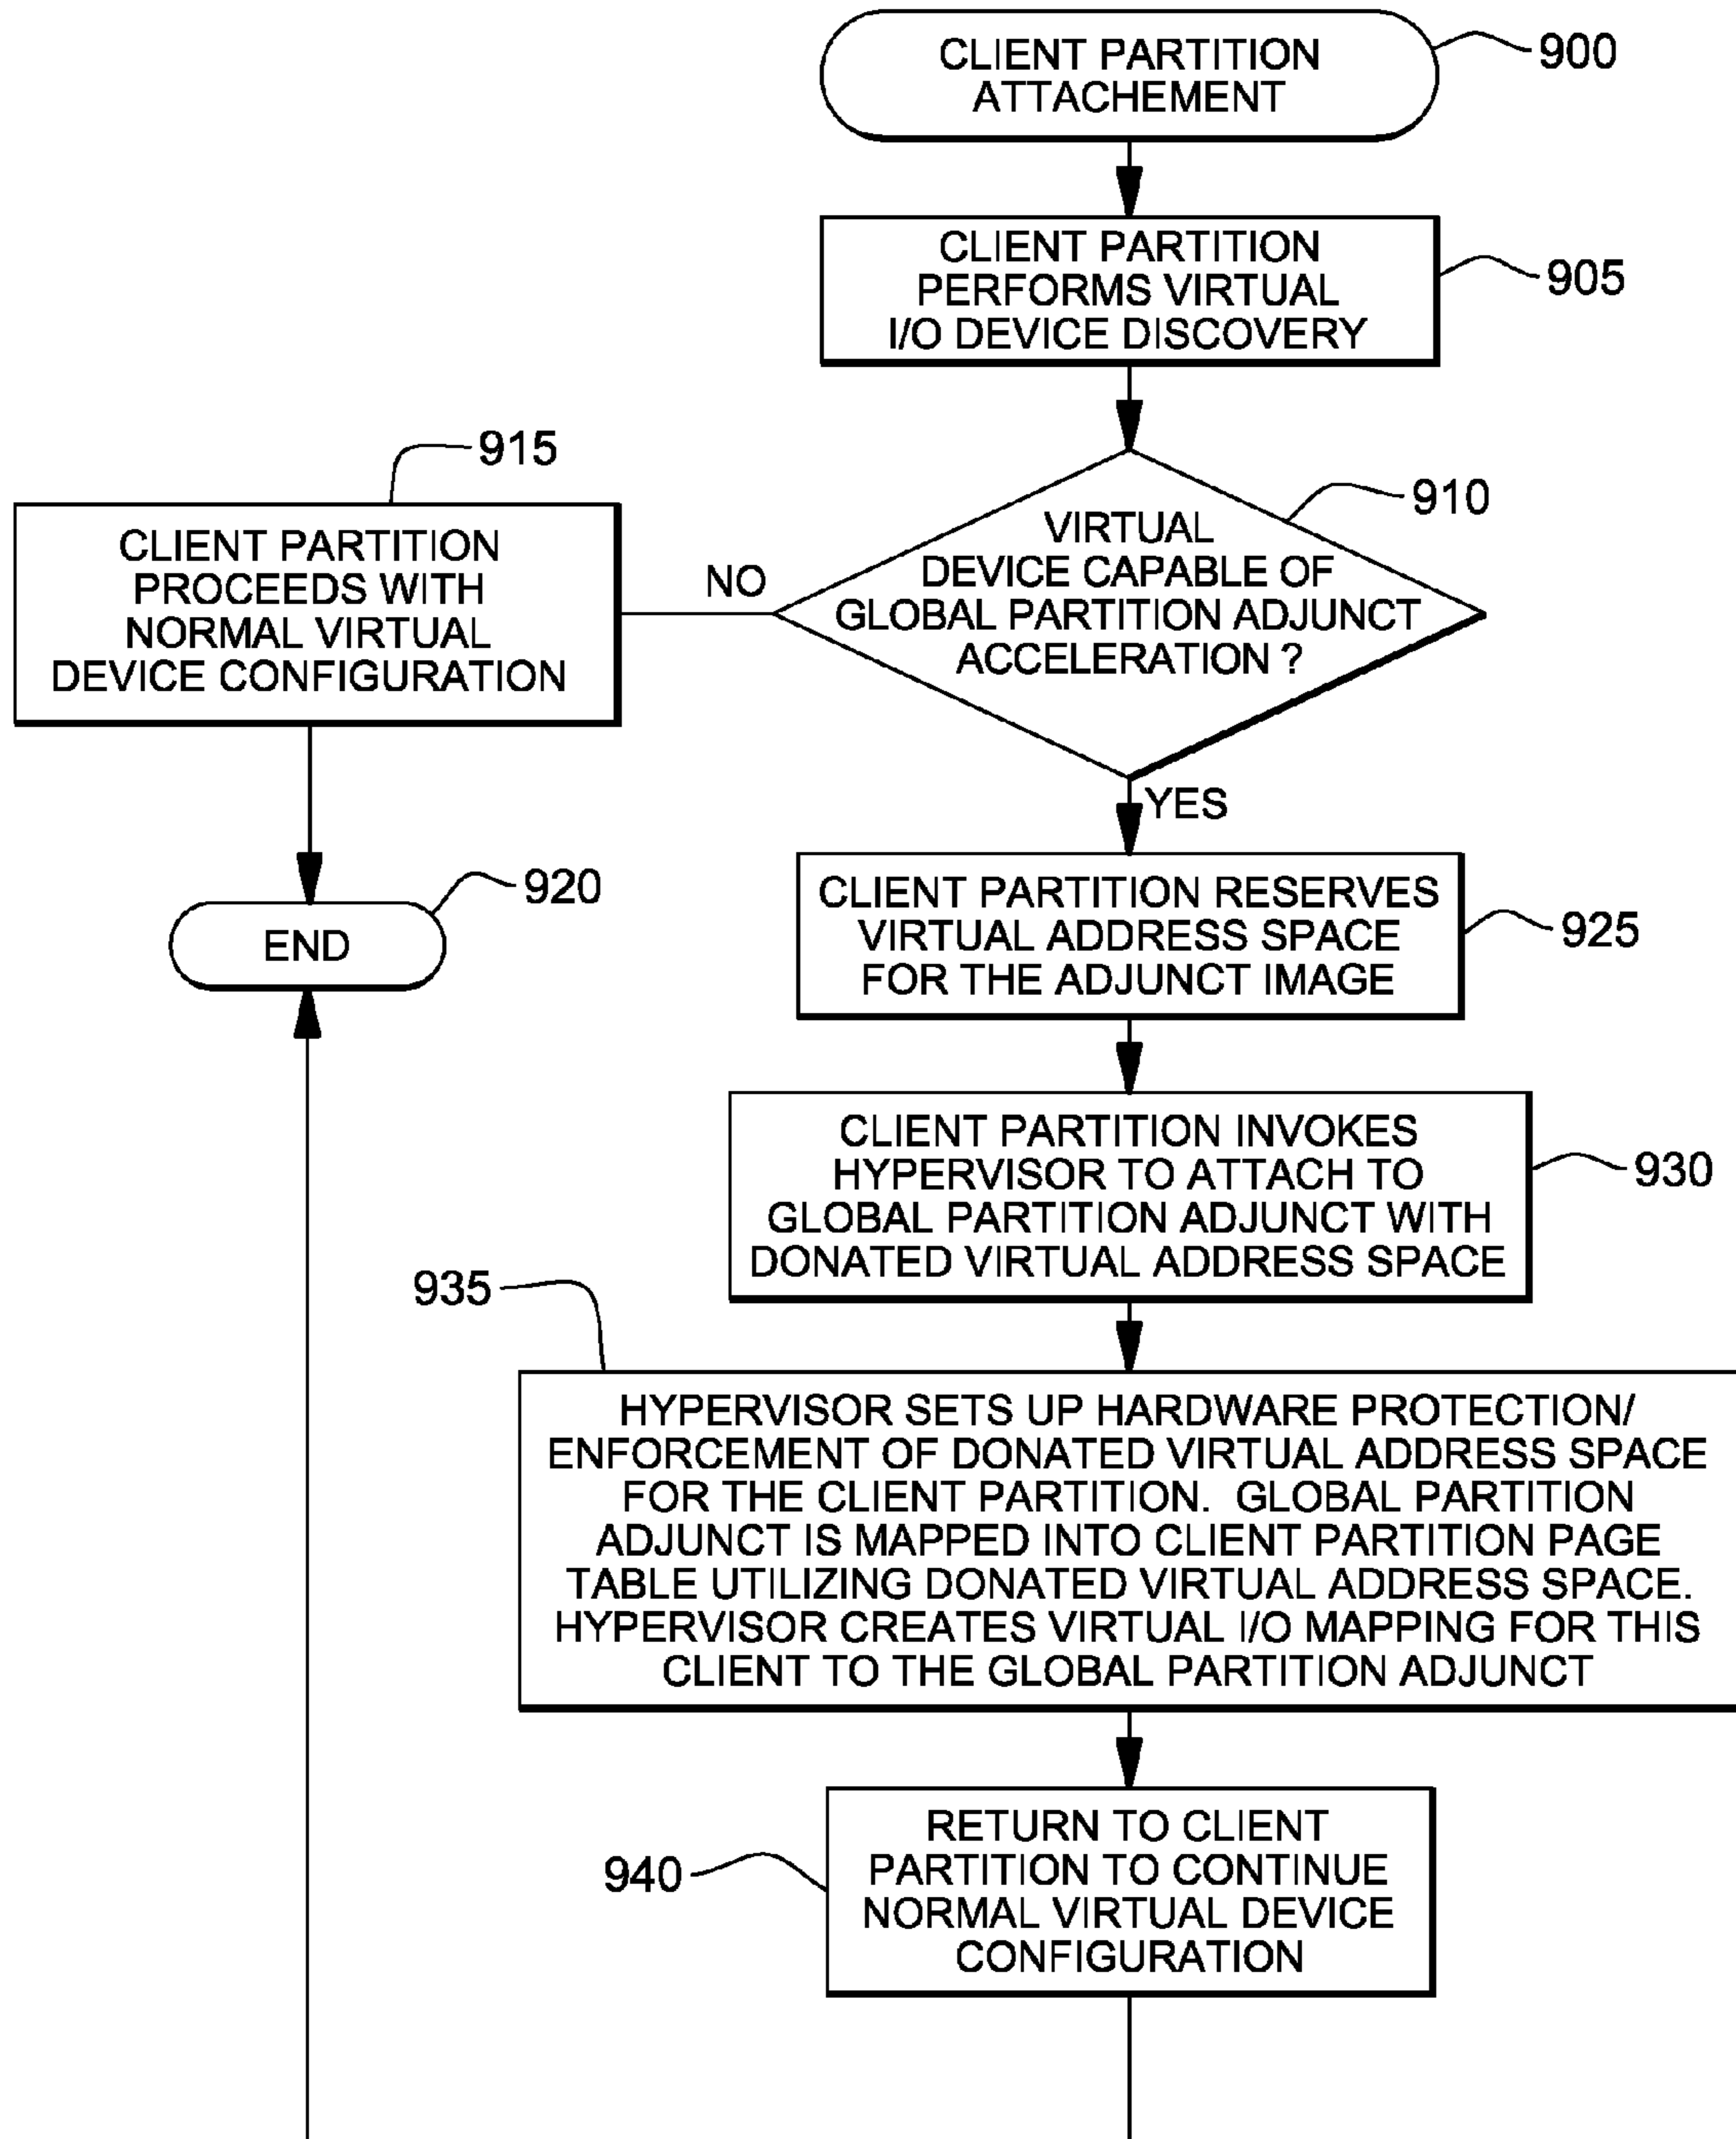 CLIENT PARTITION
ATTACHEMENT
900
CLIENT PARTITION
PERFORMS VIRTUAL
I/O DEVICE DISCOVERY
905
VIRTUAL
DEVICE CAPABLE OF
GLOBAL PARTITION ADJUNCT
ACCELERATION ?
910
NO
915
CLIENT PARTITION
PROCEEDS WITH
NORMAL VIRTUAL
DEVICE CONFIGURATION
END
920
YES
CLIENT PARTITION RESERVES
VIRTUAL ADDRESS SPACE
FOR THE ADJUNCT IMAGE
925
CLIENT PARTITION INVOKES
HYPERVISOR TO ATTACH TO
GLOBAL PARTITION ADJUNCT WITH
DONATED VIRTUAL ADDRESS SPACE
930
935
HYPERVISOR SETS UP HARDWARE PROTECTION/
ENFORCEMENT OF DONATED VIRTUAL ADDRESS SPACE
FOR THE CLIENT PARTITION. GLOBAL PARTITION
ADJUNCT IS MAPPED INTO CLIENT PARTITION PAGE
TABLE UTILIZING DONATED VIRTUAL ADDRESS SPACE.
HYPERVISOR CREATES VIRTUAL I/O MAPPING FOR THIS
CLIENT TO THE GLOBAL PARTITION ADJUNCT
940
RETURN TO CLIENT
PARTITION TO CONTINUE
NORMAL VIRTUAL DEVICE
CONFIGURATION